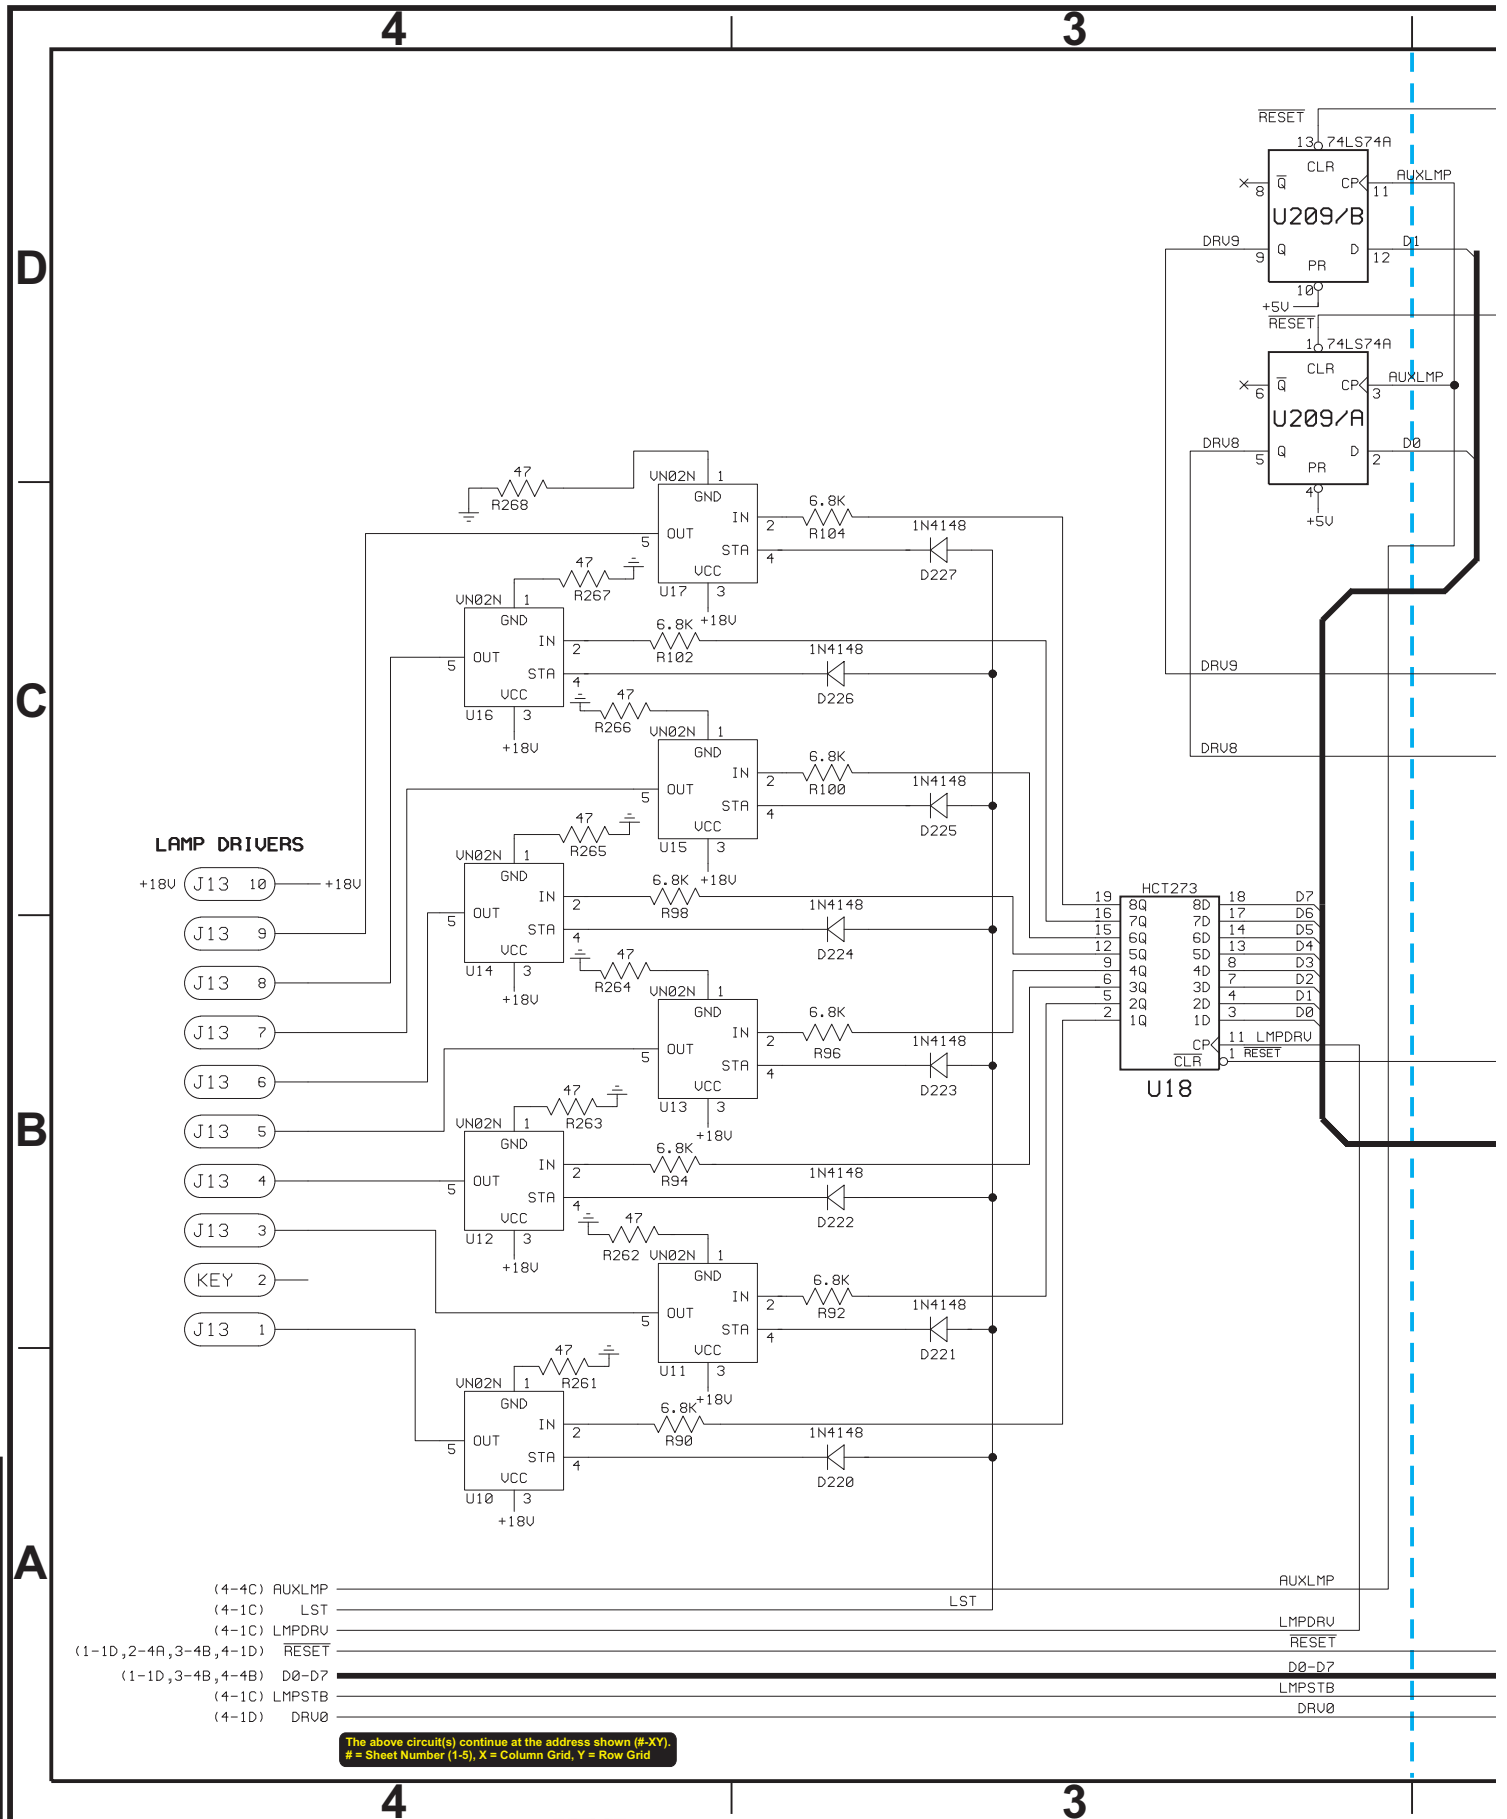 4 3
RESET
13 74LS74A
CLR
8 Q CP 11 AUXLMP
U209/B
DRV9 9 Q D 12 D1
PR
10
+5V
RESET
1 74LS74A
CLR
6 Q CP 3 AUXLMP
U209/A
DRV8 5 Q D 2 D0
PR
4
+5V
D
47
R268
VN02N 1
GND
IN 2
6.8K
R104
5 OUT
STA 4
1N4148
D227
VCC
U17 3
+18V
47
R267
VN02N 1
GND
IN 2
6.8K
R102
5 OUT
STA 4
1N4148
D226
VCC
U16 3
+18V
C
DRV9
DRV8
47
R266
VN02N 1
GND
IN 2
6.8K
R100
5 OUT
STA 4
1N4148
D225
VCC
U15 3
+18V
47
R265
VN02N 1
GND
IN 2
6.8K
R98
5 OUT
STA 4
1N4148
D224
VCC
U14 3
+18V
LAMP DRIVERS
+18V J13 10 +18V
J13 9
J13 8
J13 7
J13 6
J13 5
J13 4
J13 3
KEY 2
J13 1
HCT273
19 8Q 8D 18 D7
16 7Q 7D 17 D6
15 6Q 6D 14 D5
12 5Q 5D 13 D4
9 4Q 4D 8 D3
6 3Q 3D 7 D2
5 2Q 2D 4 D1
2 1Q 1D 3 D0
CP 11 LMPDRV
CLR 1 RESET
U18
47
R264
VN02N 1
GND
IN 2
6.8K
R96
5 OUT
STA 4
1N4148
D223
VCC
U13 3
+18V
B
47
R263
VN02N 1
GND
IN 2
6.8K
R94
5 OUT
STA 4
1N4148
D222
VCC
U12 3
+18V
47
R262
VN02N 1
GND
IN 2
6.8K
R92
5 OUT
STA 4
1N4148
D221
VCC
U11 3
+18V
47
R261
VN02N 1
GND
IN 2
6.8K
R90
5 OUT
STA 4
1N4148
D220
VCC
U10 3
+18V
A
(4-4C) AUXLMP AUXLMP
(4-1C) LST LST
(4-1C) LMPDRV LMPDRV
(1-1D,2-4A,3-4B,4-1D) RESET RESET
(1-1D,3-4B,4-4B) D0-D7 D0-D7
(4-1C) LMPSTB LMPSTB
(4-1D) DRV0 DRV0
The above circuit(s) continue at the address shown (#-XY).
# = Sheet Number (1-5), X = Column Grid, Y = Row Grid
4 3